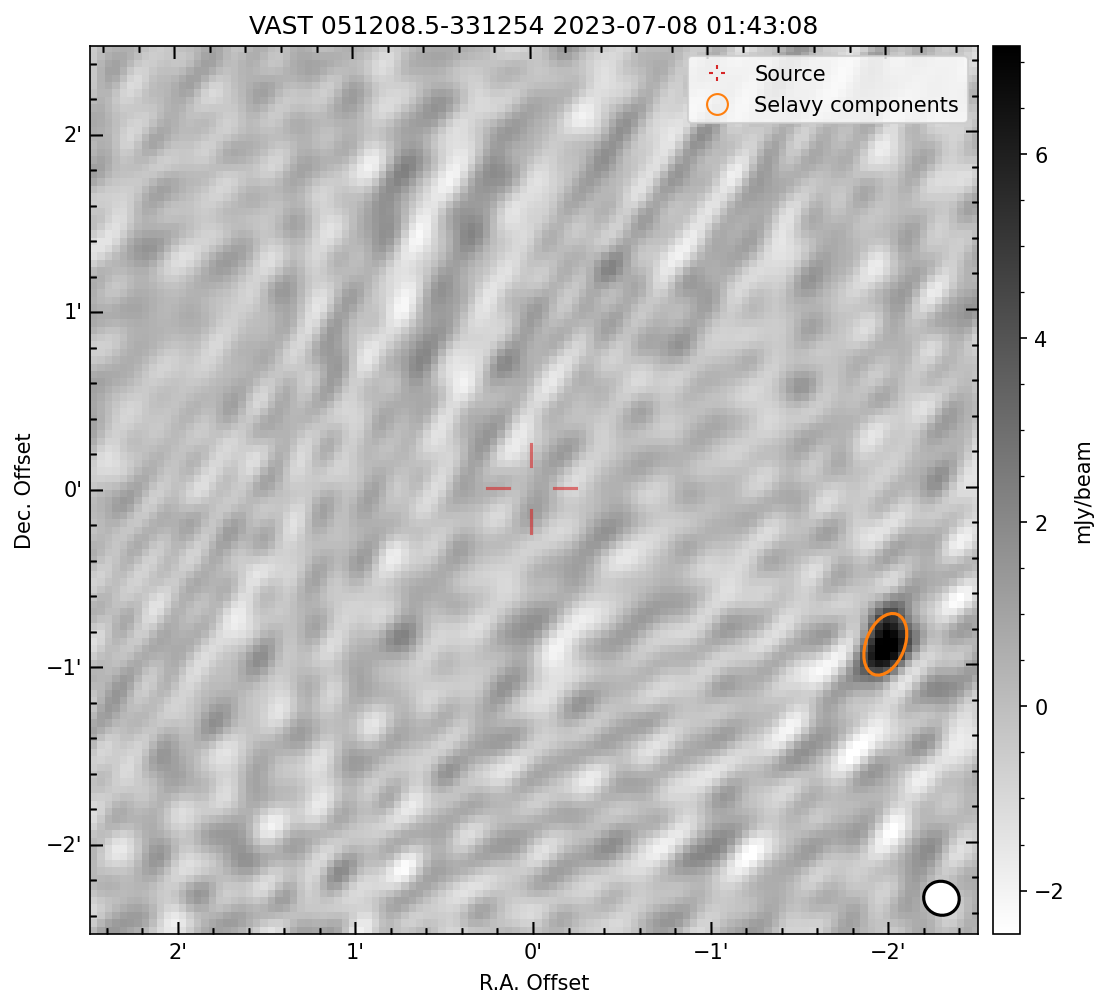 VAST 051208.5-331254 2023-07-08 01:43:08
Source
Selavy components
2'
1'
0'
−1'
−2'
Dec. Offset
2'
1'
0'
−1'
−2'
R.A. Offset
6
4
2
0
−2
mJy/beam